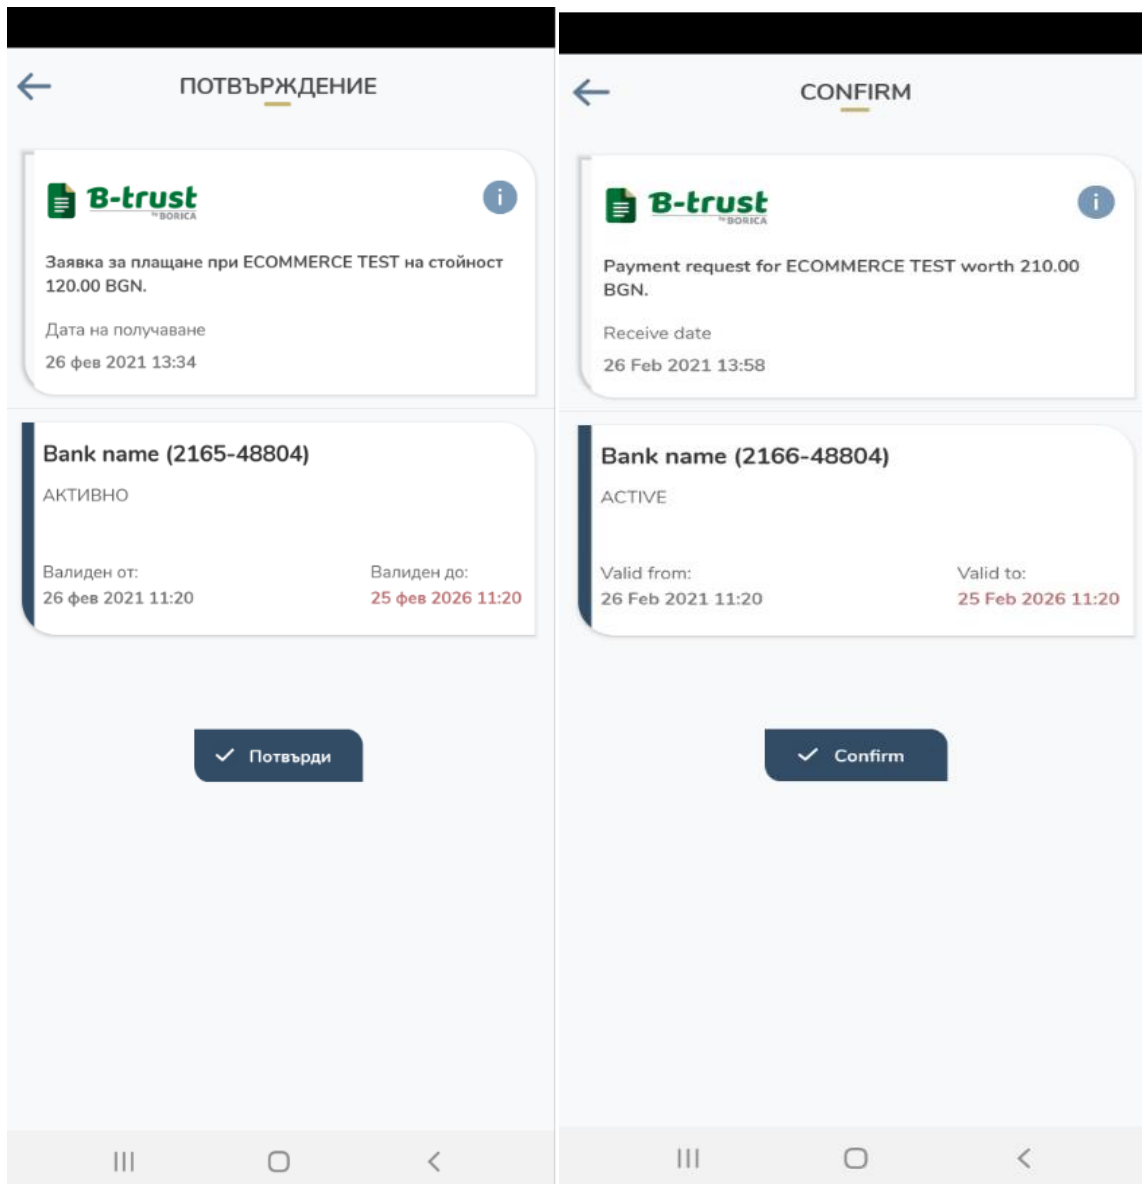 ПОТВЪРЖДЕНИЕ
B-trust
by BORICA
Заявка за плащане при ECOMMERCE TEST на стойност
120.00 BGN.
Дата на получаване
26 фев 2021 13:34
Bank name (2165-48804)
АКТИВНО
Валиден от:
Валиден до:
26 фев 2021 11:20
25 фев 2026 11:20
Потвърди
CONFIRM
B-trust
by BORICA
Payment request for ECOMMERCE TEST worth 210.00
BGN.
Receive date
26 Feb 2021 13:58
Bank name (2166-48804)
ACTIVE
Valid from:
Valid to:
26 Feb 2021 11:20
25 Feb 2026 11:20
Confirm